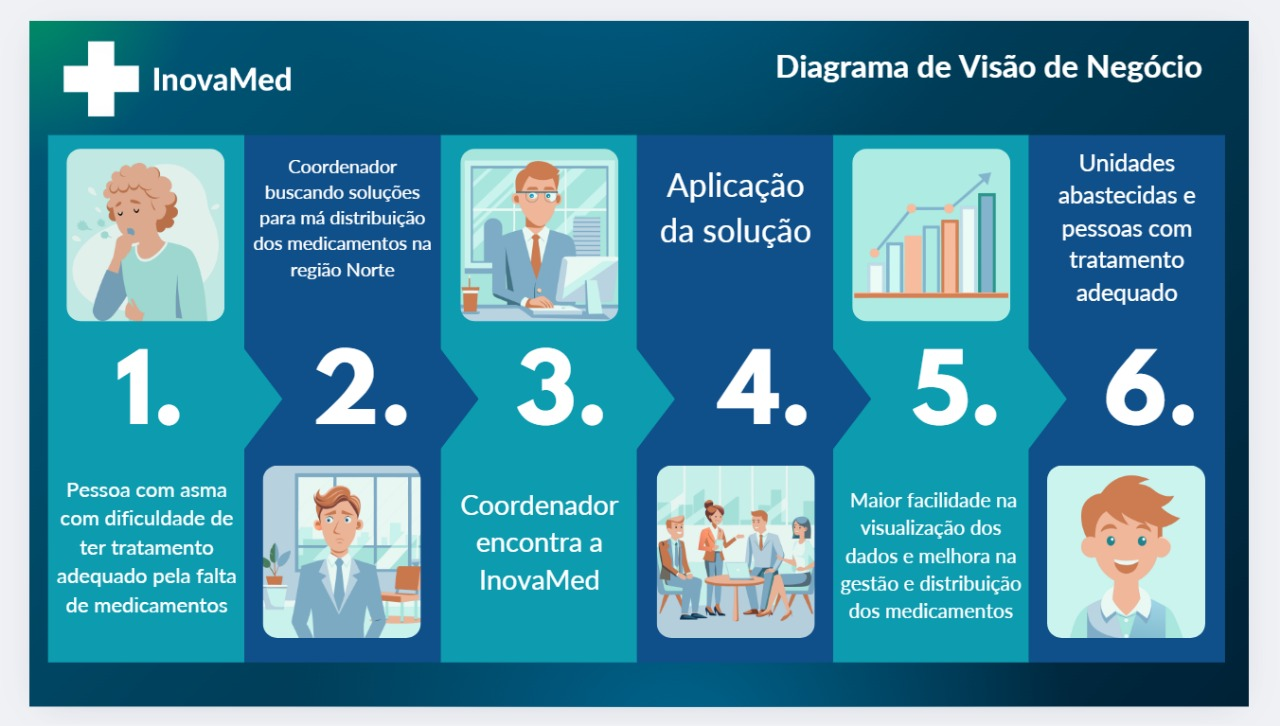 InovaMed
Diagrama de Visão de Negócio
1.
Pessoa com asma
com dificuldade de
ter tratamento
adequado pela falta
de medicamentos
Coordenador
buscando soluções
para má distribuição
dos medicamentos na
região Norte
2.
3.
Coordenador
encontra a
InovaMed
Aplicação
da solução
4.
5.
Maior facilidade na
visualização dos
dados e melhora na
gestão e distribuição
dos medicamentos
Unidades
abastecidas e
pessoas com
tratamento
adequado
6.